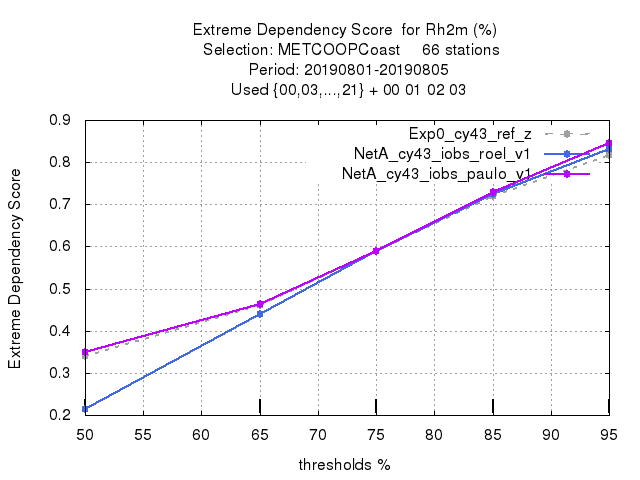 Extreme Dependency Score for Rh2m (%)
Selection: METCOOPCoast 66 stations
Period: 20190801-20190805
Used {00,03,...,21} + 00 01 02 03
Exp0_cy43_ref_z
NetA_cy43_iobs_roel_v1
NetA_cy43_iobs_paulo_v1
Extreme Dependency Score
0.9
0.8
0.7
0.6
0.5
0.4
0.3
0.2
50 55 60 65 70 75 80 85 90 95
thresholds %